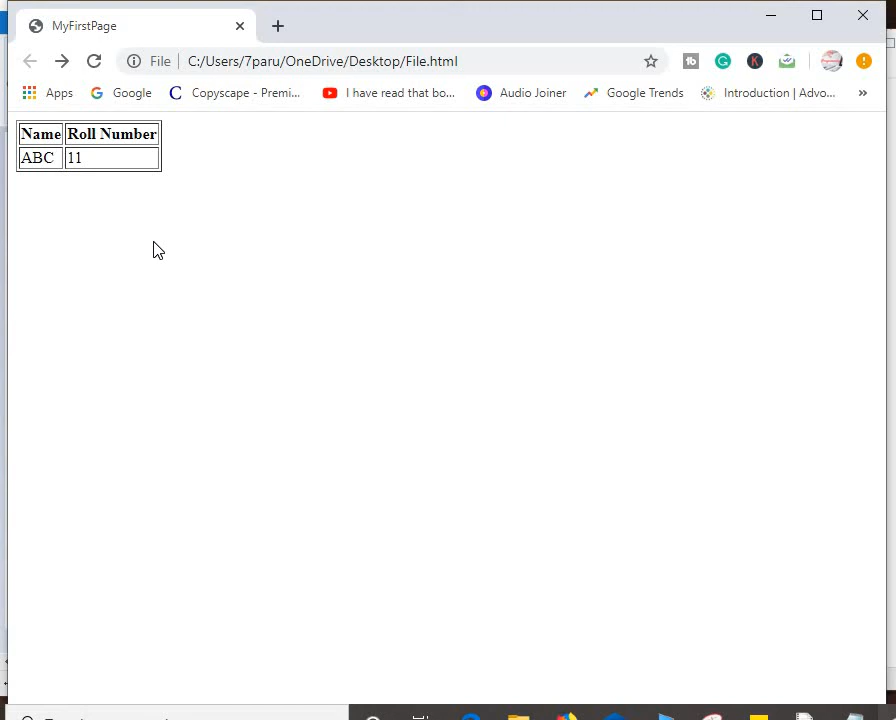 MyFirstPage
File C:/Users/7paru/OneDrive/Desktop/File.html
Apps Google Copyscape - Premi... I have read that bo... Audio Joiner Google Trends Introduction | Advo... »
Name Roll Number
ABC 11